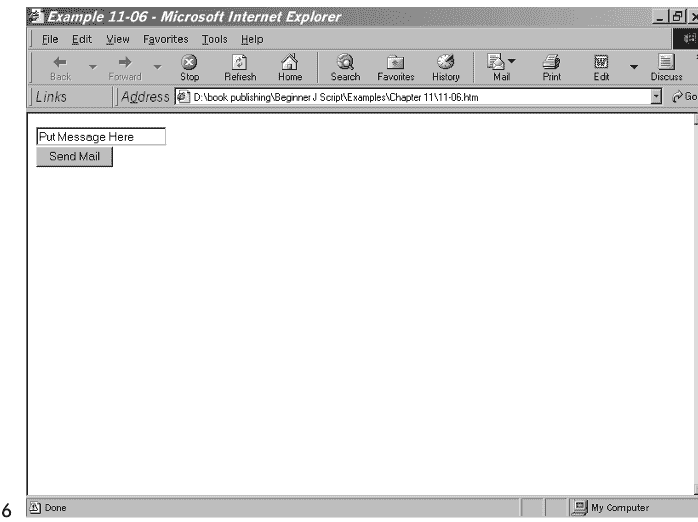 Example 11-06 - Microsoft Internet Explorer
File Edit View Favorites Tools Help
Back Forward Stop Refresh Home Search Favorites History Mail Print Edit Discuss
Links Address D:\book publishing\Beginner J Script\Examples\Chapter 11\11-06.htm Go
Put Message Here
Send Mail
6 Done My Computer